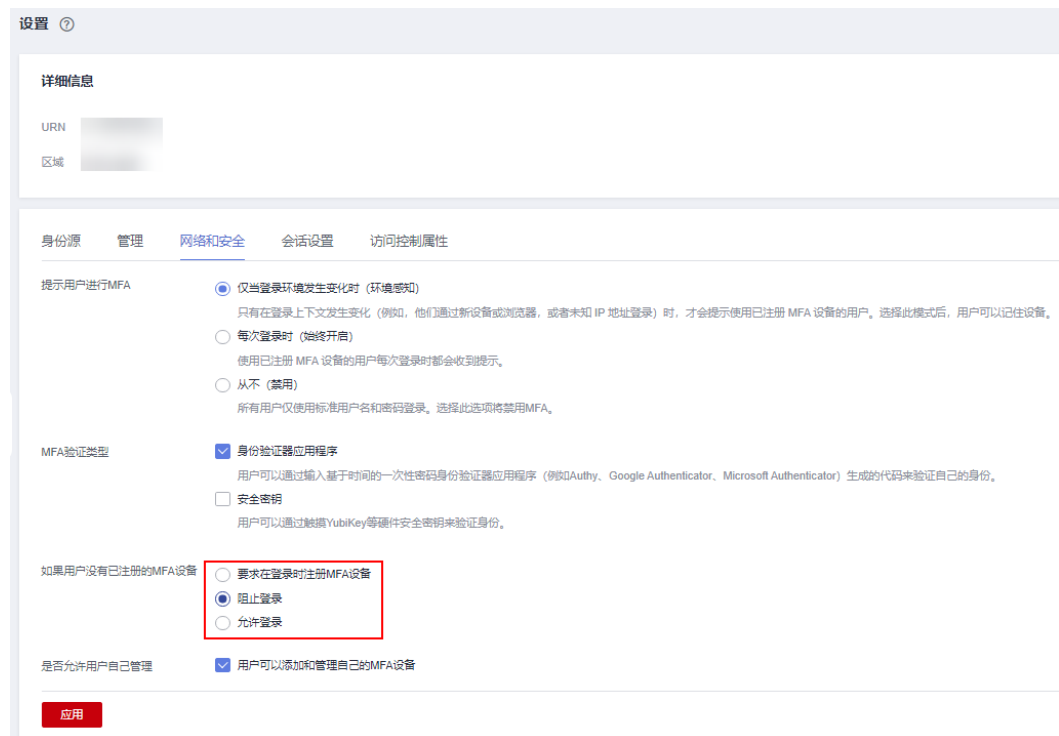 设置
详细信息
URN
区域
身份源 管理 网络和安全 会话设置 访问控制属性
提示用户进行MFA
仅当登录环境发生变化时（环境感知）
只有在登录上下文发生变化（例如，他们通过新设备或浏览器，或者未知 IP 地址登录）时，才会提示使用已注册 MFA 设备的用户。选择此模式后，用户可以记住设备。
每次登录时（始终开启）
使用已注册 MFA 设备的用户每次登录时都会收到提示。
从不（禁用）
所有用户仅使用标准用户名和密码登录。选择此选项将禁用MFA。
MFA验证类型
身份验证器应用程序
用户可以通过输入基于时间的一次性密码身份验证器应用程序（例如Authy、Google Authenticator、Microsoft Authenticator）生成的代码来验证自己的身份。
安全密钥
用户可以通过触摸YubiKey等硬件安全密钥来验证身份。
如果用户没有已注册的MFA设备
要求在登录时注册MFA设备
阻止登录
允许登录
是否允许用户自己管理
用户可以添加和管理自己的MFA设备
应用